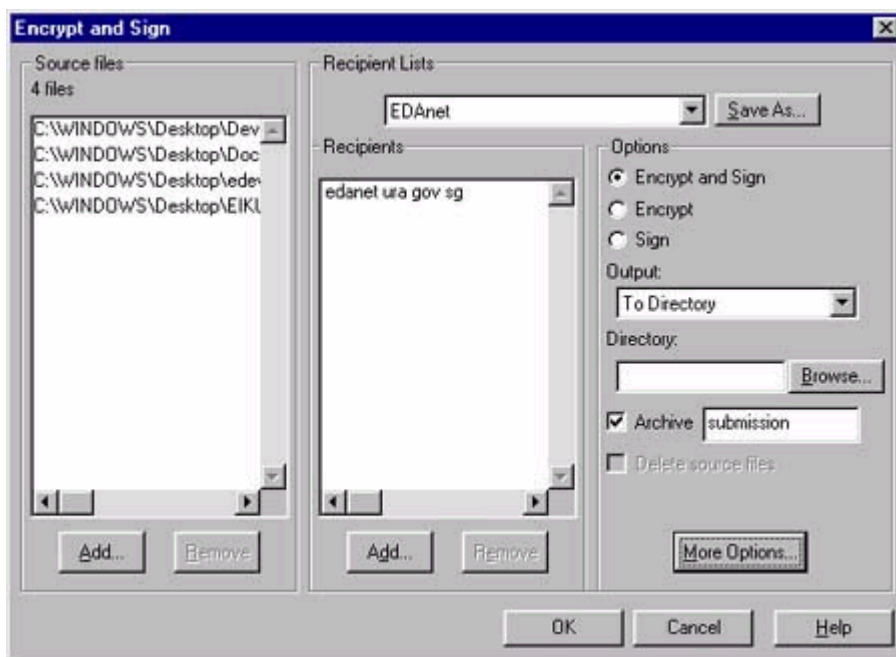 Encrypt and Sign
Source files
4 files
C:\WINDOWS\Desktop\Dev
C:\WINDOWS\Desktop\Doc
C:\WINDOWS\Desktop\edev
C:\WINDOWS\Desktop\EIKU
Add...
Remove
Recipient Lists
EDAnet
Save As...
Recipients
edanet ura gov sg
Add...
Remove
Options
Encrypt and Sign
Encrypt
Sign
Output:
To Directory
Directory:
Browse...
Archive submission
Delete source files
More Options...
OK
Cancel
Help